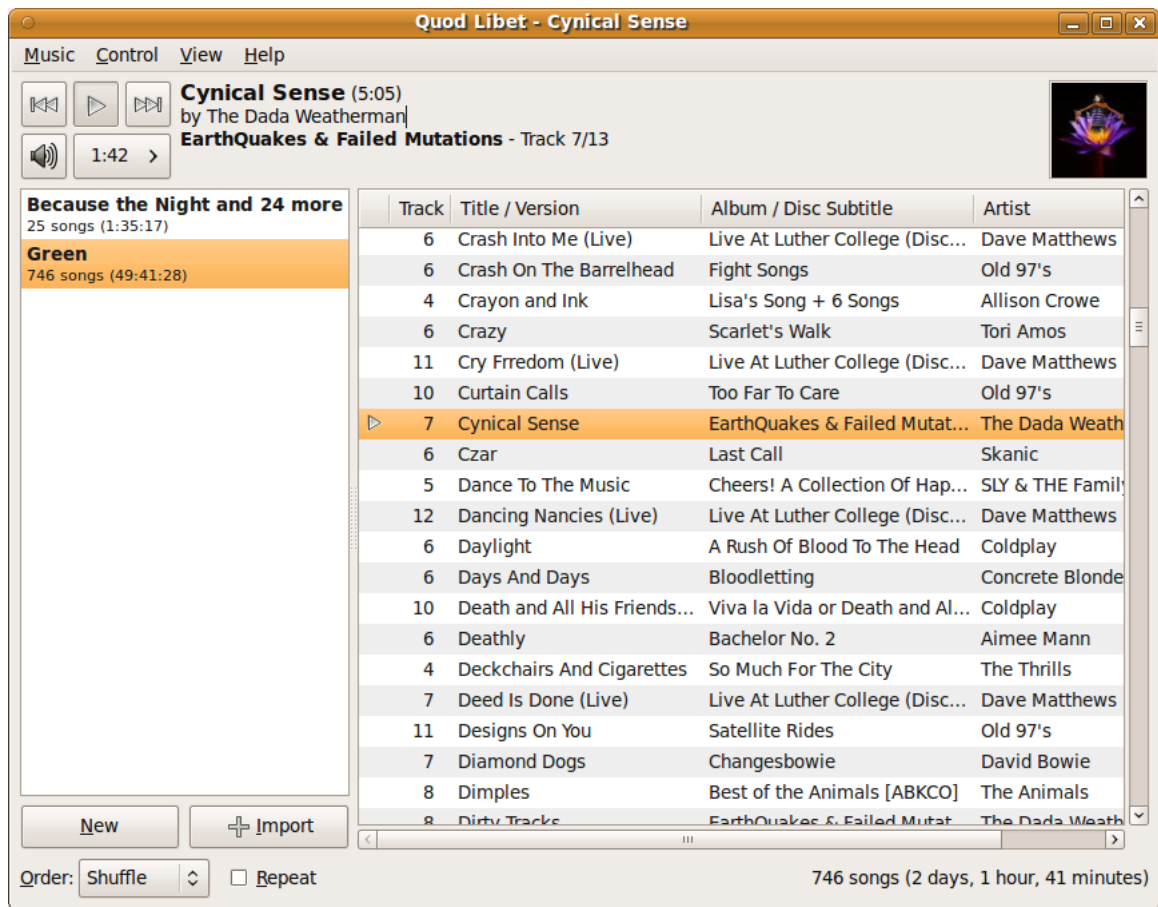 Quod Libet - Cynical Sense
Music Control View Help
Cynical Sense (5:05)
by The Dada Weatherman
EarthQuakes & Failed Mutations - Track 7/13
1:42
Because the Night and 24 more
25 songs (1:35:17)
Green
746 songs (49:41:28)
Track Title / Version Album / Disc Subtitle Artist
6 Crash Into Me (Live) Live At Luther College (Disc... Dave Matthews
6 Crash On The Barrelhead Fight Songs Old 97's
4 Crayon and Ink Lisa's Song + 6 Songs Allison Crowe
6 Crazy Scarlet's Walk Tori Amos
11 Cry Frredom (Live) Live At Luther College (Disc... Dave Matthews
10 Curtain Calls Too Far To Care Old 97's
7 Cynical Sense EarthQuakes & Failed Mutat... The Dada Weath
6 Czar Last Call Skanic
5 Dance To The Music Cheers! A Collection Of Hap... SLY & THE Family
12 Dancing Nancies (Live) Live At Luther College (Disc... Dave Matthews
6 Daylight A Rush Of Blood To The Head Coldplay
6 Days And Days Bloodletting Concrete Blonde
10 Death and All His Friends... Viva la Vida or Death and Al... Coldplay
6 Deathly Bachelor No. 2 Aimee Mann
4 Deckchairs And Cigarettes So Much For The City The Thrills
7 Deed Is Done (Live) Live At Luther College (Disc... Dave Matthews
11 Designs On You Satellite Rides Old 97's
7 Diamond Dogs Changesbowie David Bowie
8 Dimples Best of the Animals [ABKCO] The Animals
8 Dirty Tracks EarthQuakes & Failed Mutat... The Dada Weath
New Import
Order: Shuffle Repeat 746 songs (2 days, 1 hour, 41 minutes)